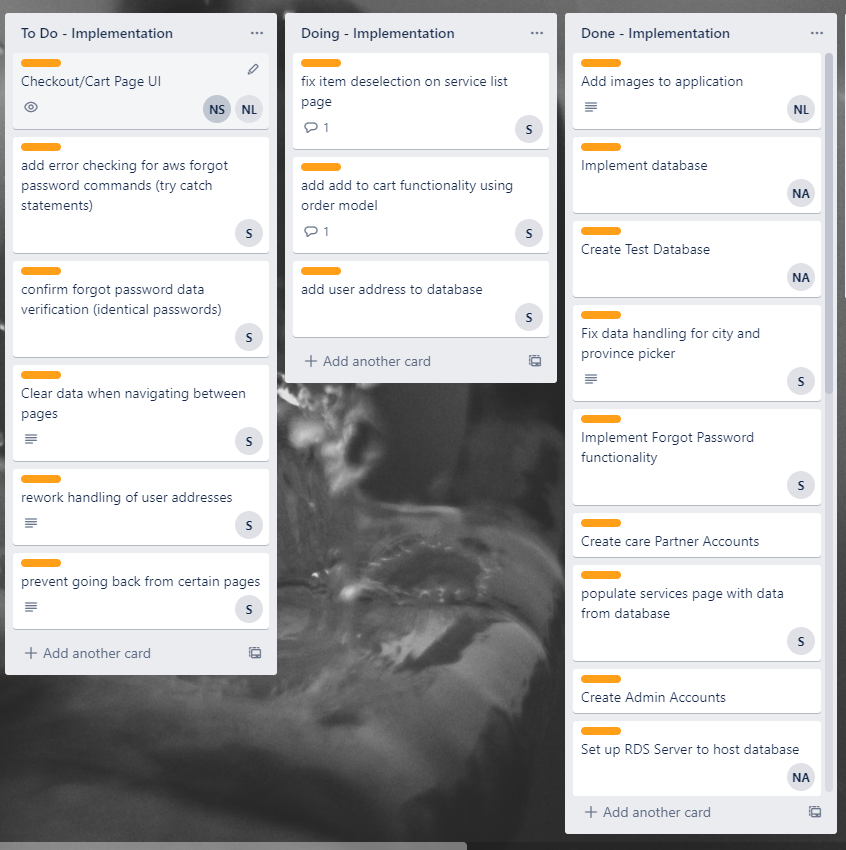 To Do - Implementation
Checkout/Cart Page UI
NS
NL
add error checking for aws forgot
password commands (try catch
statements)
S
confirm forgot password data
verification (identical passwords)
S
Clear data when navigating between
pages
S
rework handling of user addresses
S
prevent going back from certain pages
S
+ Add another card
Doing - Implementation
fix item deselection on service list
page
1
S
add add to cart functionality using
order model
1
S
add user address to database
S
+ Add another card
Done - Implementation
Add images to application
NL
Implement database
NA
Create Test Database
NA
Fix data handling for city and
province picker
S
Implement Forgot Password
functionality
S
Create care Partner Accounts
populate services page with data
from database
S
Create Admin Accounts
Set up RDS Server to host database
NA
+ Add another card